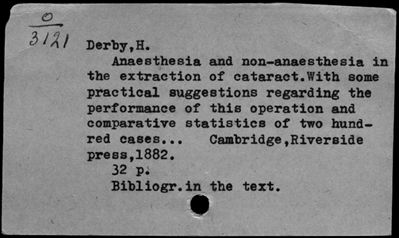 0
3121
Derby,H.
Anaesthesia and non-anaesthesia in
the extraction of cataract.With some
practical suggestions regarding the
performance of this operation and
comparative statistics of two hund-
red cases... Cambridge,Riverside
press,1882.
32 p.
Bibliogr.in the text.